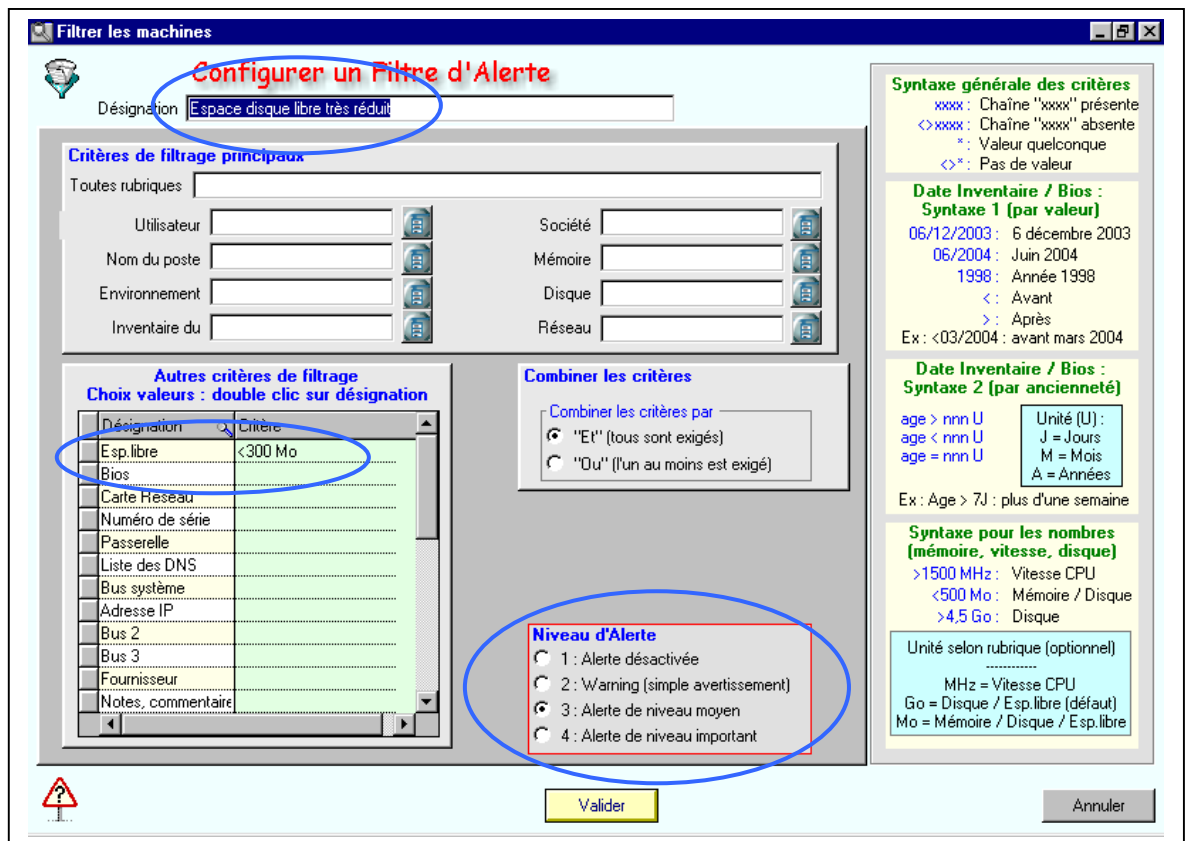 Filtrer les machines
Configurer un Filtre d'Alerte
Désignation Espace disque libre très réduit
Critères de filtrage principaux
Toutes rubriques
Utilisateur
Société
Nom du poste
Mémoire
Environnement
Disque
Inventaire du
Réseau
Autres critères de filtrage
Choix valeurs : double clic sur désignation
Désignation Critère
Esp.libre <300 Mo
Bios
Carte Réseau
Numéro de série
Passerelle
Liste des DNS
Bus système
Adresse IP
Bus 2
Bus 3
Fournisseur
Notes, commentaire
Combiner les critères
Combiner les critères par
"Et" (tous sont exigés)
"Ou" (l'un au moins est exigé)
Niveau d'Alerte
1 : Alerte désactivée
2 : Warning (simple avertissement)
3 : Alerte de niveau moyen
4 : Alerte de niveau important
Syntaxe générale des critères
xxxx : Chaîne "xxxx" présente
<>xxxx : Chaîne "xxxx" absente
* : Valeur quelconque
<>* : Pas de valeur
Date Inventaire / Bios :
Syntaxe 1 (par valeur)
06/12/2003 : 6 décembre 2003
06/2004 : Juin 2004
1998 : Année 1998
< : Avant
> : Après
Ex : <03/2004 : avant mars 2004
Date Inventaire / Bios :
Syntaxe 2 (par ancienneté)
age > nnn U
age < nnn U
age = nnn U
Unité (U) :
J = Jours
M = Mois
A = Années
Ex : Age > 7J : plus d'une semaine
Syntaxe pour les nombres
(mémoire, vitesse, disque)
>1500 MHz : Vitesse CPU
<500 Mo : Mémoire / Disque
>4,5 Go : Disque
Unité selon rubrique (optionnel)
------------
MHz = Vitesse CPU
Go = Disque / Esp.libre (défaut)
Mo = Mémoire / Disque / Esp.libre
?
Valider
Annuler